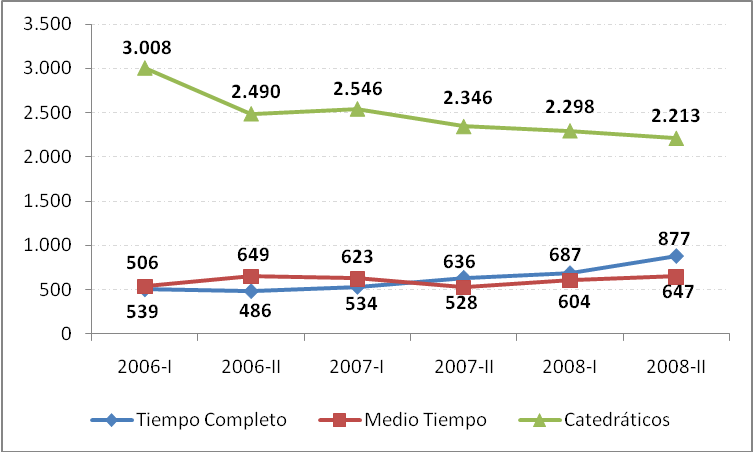 3.500
3.000
2.500
2.000
1.500
1.000
500
0
3.008
2.490
2.546
2.346
2.298
2.213
506
649
623
636
687
877
539
486
534
528
604
647
2006-I
2006-II
2007-I
2007-II
2008-I
2008-II
Tiempo Completo
Medio Tiempo
Catedráticos